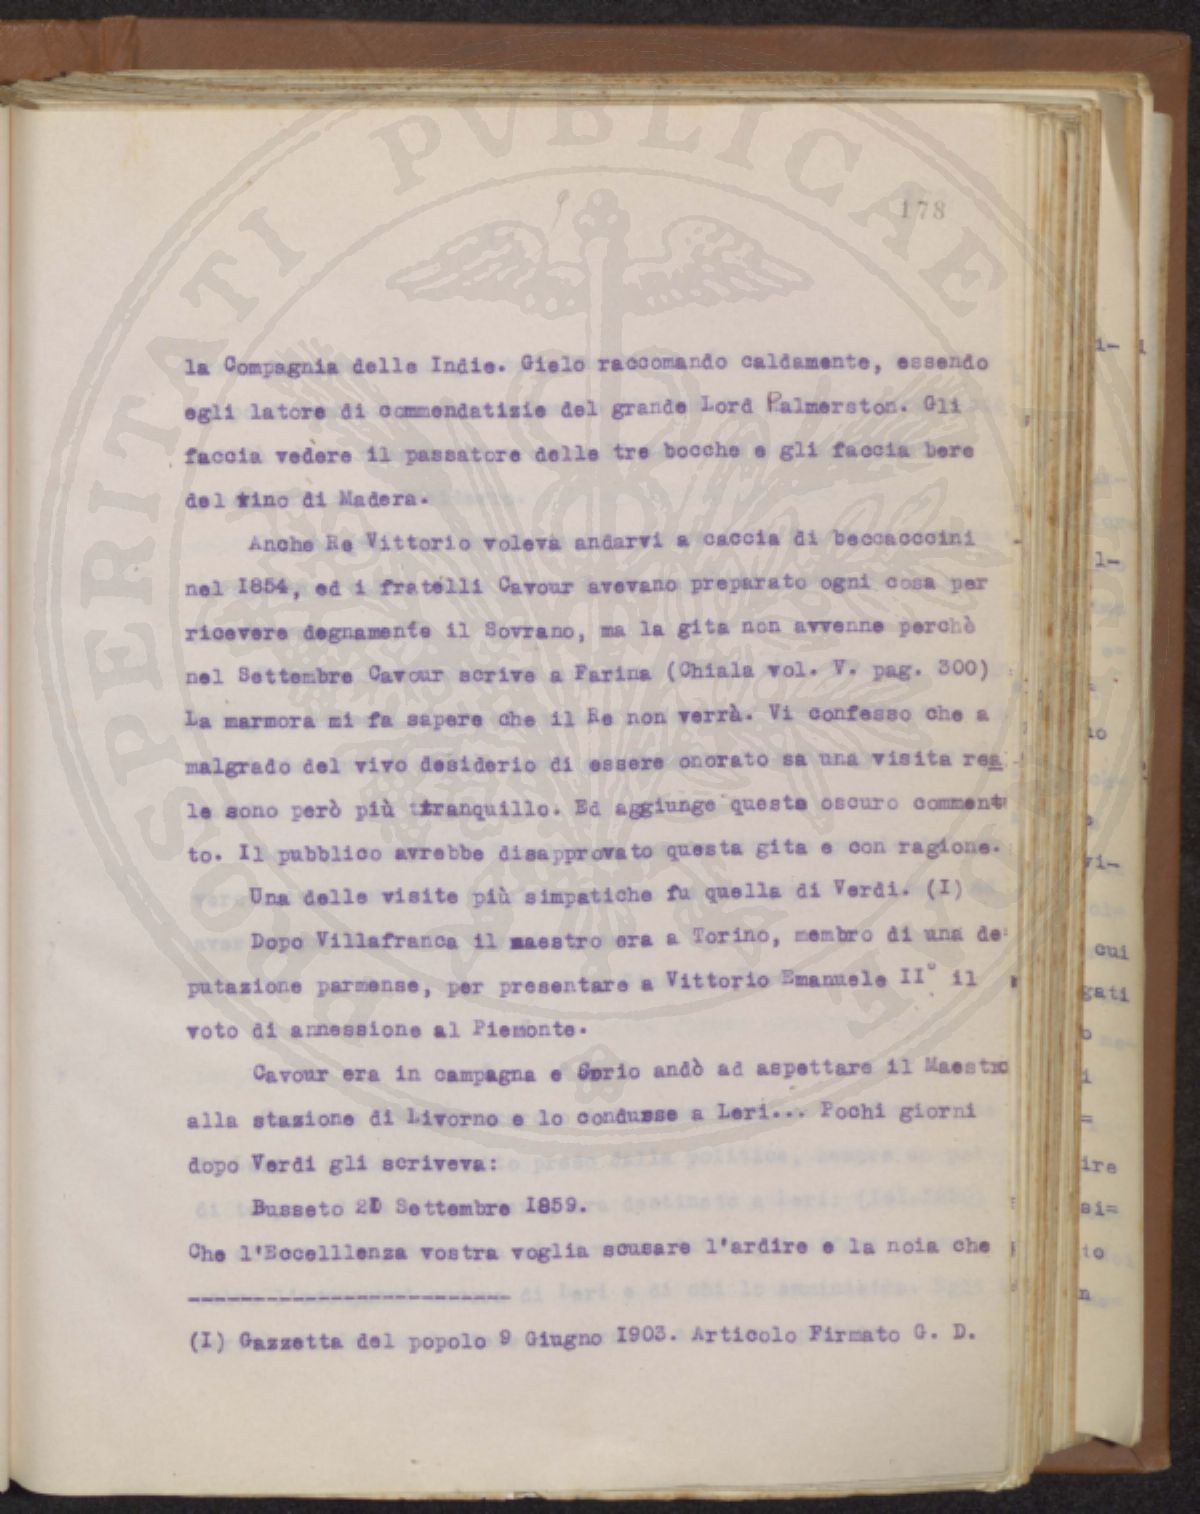 PROSPERITATI PVBLICAE
178
la Compagnia delle Indie. Gielo raccomando caldamente, essendo
egli latore di commendatizie del grande Lord Palmerston. Gli
faccia vedere il passatore delle tre bocche e gli faccia bere
del vino di Madera.
Anche Re Vittorio voleva andarvi a caccia di beccacccini
nel I854, ed i fratelli Cavour avevano preparato ogni cosa per
ricevere degnamente il Sovrano, ma la gita non avvenne perchè
nel Settembre Cavour scrive a Farina (Chiala vol. V. pag. 300)
La marmora mi fa sapere che il Re non verrà. Vi confesso che a
malgrado del vivo desiderio di essere onorato sa una visita rea
le sono però più tranquillo. Ed aggiunge queste oscuro commen
to. Il pubblico avrebbe disapprovato questa gita e con ragione.
Una delle visite più simpatiche fu quella di Verdi. (I)
Dopo Villafranca il maestro era a Torino, membro di una de
putazione parmense, per presentare a Vittorio Emanuele II° il
voto di annessione al Piemonte.
Cavour era in campagna e andò ad aspettare il Maestro
alla stazione di Livorno e lo condusse a Leri... Pochi giorni
dopo Verdi gli scriveva:
Busseto Settembre I859.
Che l'Eccelllenza vostra voglia scusare l'ardire e la noia che
(I) Gazzetta del popolo 9 Giugno I903. Articolo Firmato G. D.